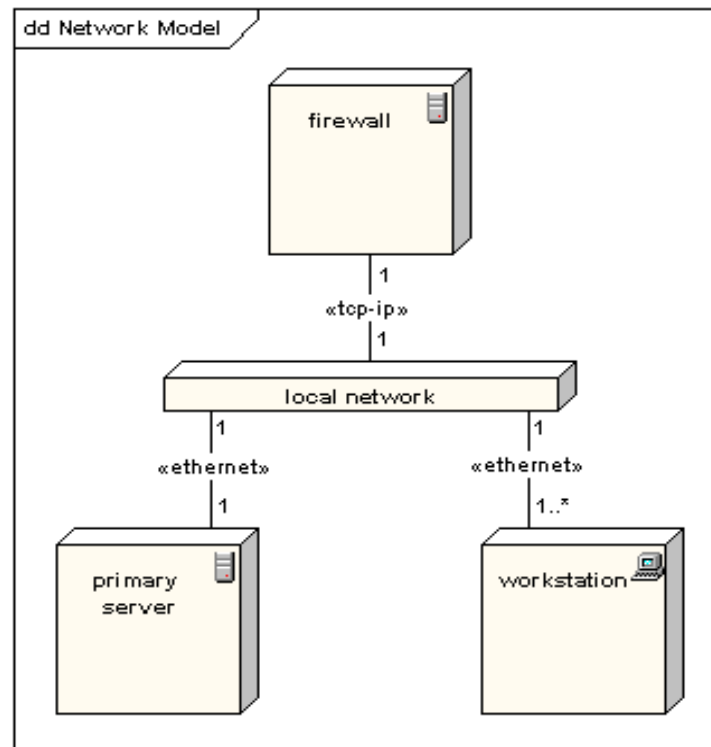 dd Network Model
firewall
1
«tcp-ip»
1
local network
1
1
«ethernet»
«ethernet»
1
1..*
primary
server
workstation